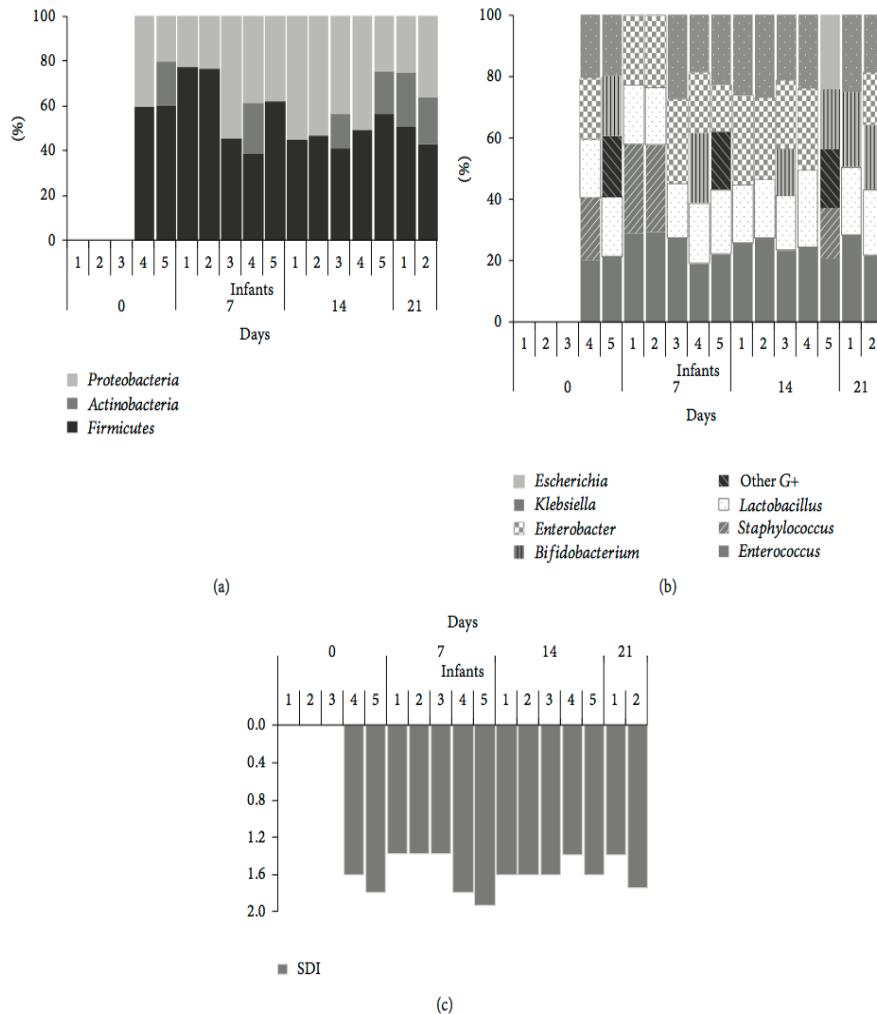 100
80
60
40
20
0
(%)
1 2 3 4 5 1 2 3 4 5 1 2 3 4 5 1 2
Infants
0 7 14 21
Days
Proteobacteria
Actinobacteria
Firmicutes
(a)
100
80
60
40
20
0
(%)
1 2 3 4 5 1 2 3 4 5 1 2 3 4 5 1 2
Infants
0 7 14 21
Days
Escherichia
Klebsiella
Enterobacter
Bifidobacterium
Other G+
Lactobacillus
Staphylococcus
Enterococcus
(b)
Days
0 7 14 21
Infants
1 2 3 4 5 1 2 3 4 5 1 2 3 4 5 1 2
0.0
0.4
0.8
1.2
1.6
2.0
SDI
(c)